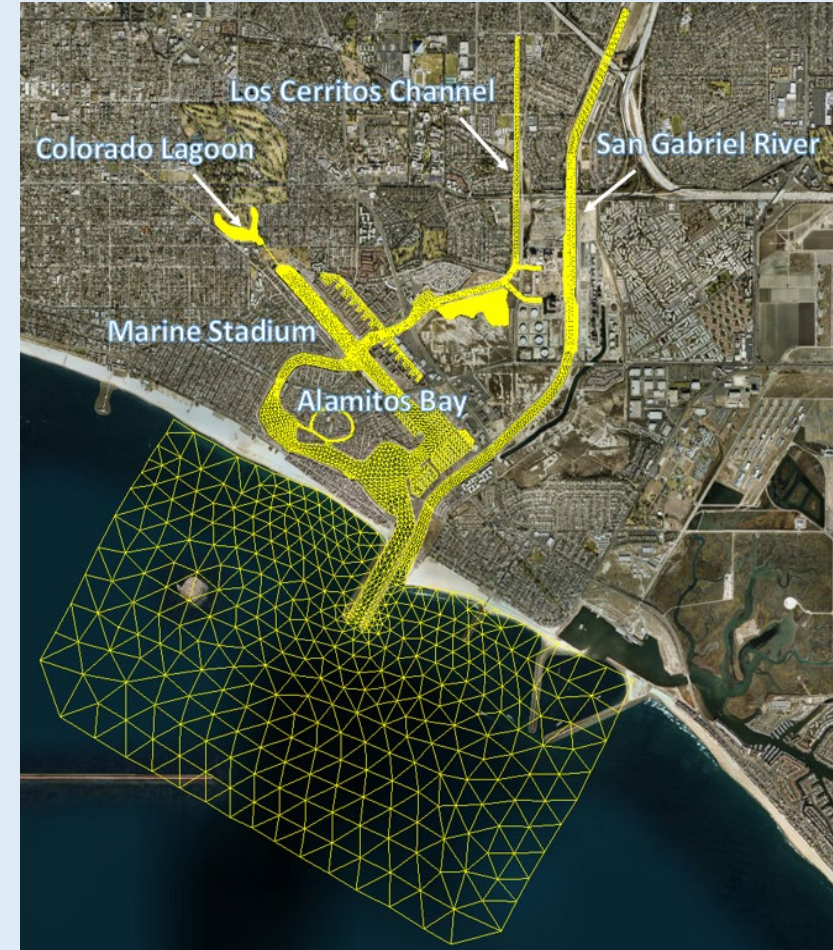 Los Cerritos Channel
Colorado Lagoon
San Gabriel River
Marine Stadium
Alamitos Bay